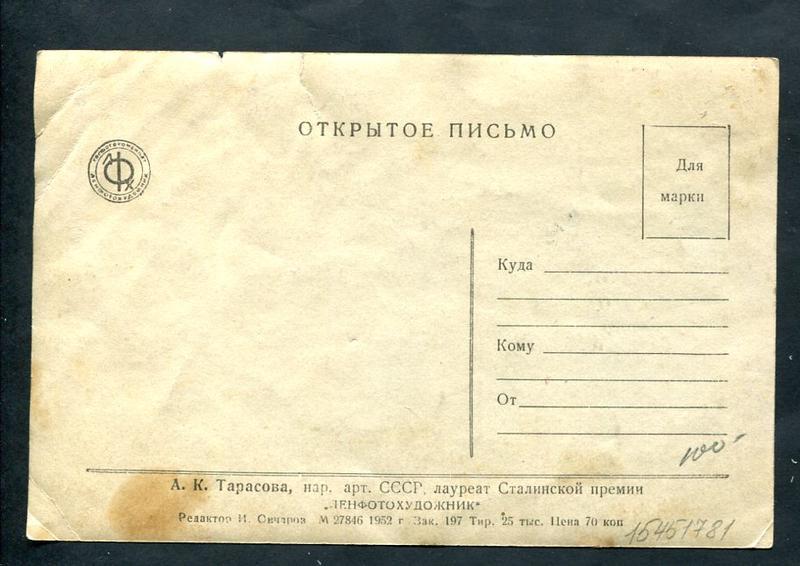 ОТКРЫТОЕ ПИСЬМО
Для
марки
Куда
Кому
От
100-
А. К. Тарасова, нар. арт. СССР, лауреат Сталинской премии
„ЛЕНФОТОХУДОЖНИК“
Редактор И. Овчаров М 27846 1952 г Зак. 197 Тир. 25 тыс. Цена 70 коп
15451781